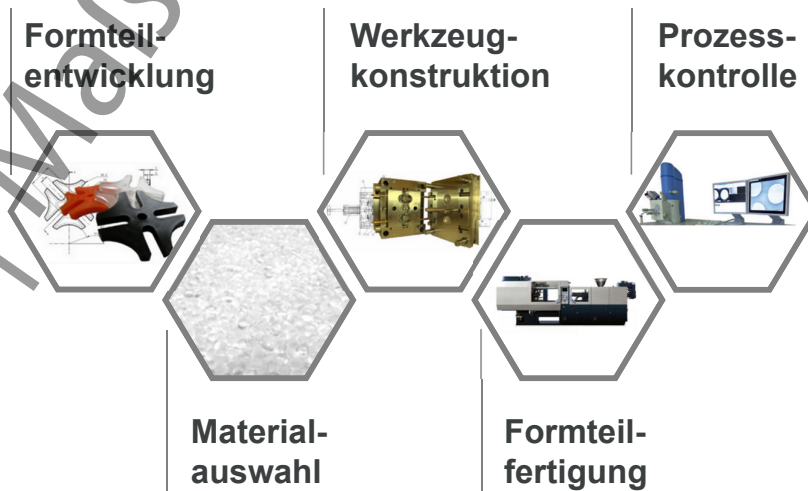 Formteil-
entwicklung
Werkzeug-
konstruktion
Prozess-
kontrolle
Material-
auswahl
Formteil-
fertigung